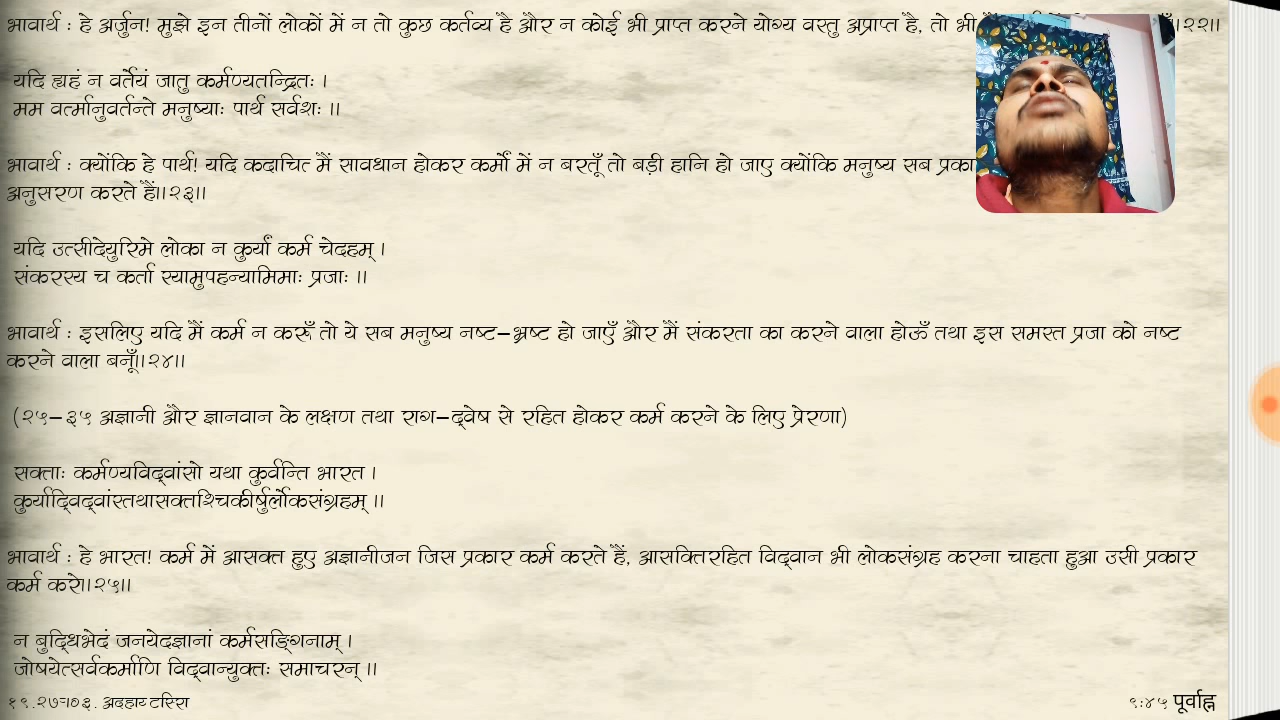 भावार्थ : हे अर्जुन! मुझे इन तीनों लोकों में न तो कुछ कर्तव्य है और न कोई भी प्राप्त करने योग्य वस्तु अप्राप्त है, तो भी ।।२२।।
यदि ह्यहं न वर्तेयं जातु कर्मण्यतन्द्रितः ।
मम वर्त्मानुवर्तन्ते मनुष्याः पार्थ सर्वशः ।।
भावार्थ : क्योंकि हे पार्थ! यदि कदाचित् मैं सावधान होकर कर्मों में न बरतूँ तो बड़ी हानि हो जाए क्योंकि मनुष्य सब प्रका
अनुसरण करते हैं।।२३।।
यदि उत्सीदेयुरिमे लोका न कुर्यां कर्म चेदहम् ।
संकरस्य च कर्ता स्यामुपहन्यामिमाः प्रजाः ।।
भावार्थ : इसलिए यदि मैं कर्म न करूँ तो ये सब मनुष्य नष्ट-भ्रष्ट हो जाएँ और मैं संकरता का करने वाला होऊँ तथा इस समस्त प्रजा को नष्ट
करने वाला बनूँ।।२४।।
(२५-३५ अज्ञानी और ज्ञानवान के लक्षण तथा राग-द्वेष से रहित होकर कर्म करने के लिए प्रेरणा)
सक्ताः कर्मण्यविद्वांसो यथा कुर्वन्ति भारत ।
कुर्याद्विद्वांस्तथासक्तश्चिकीर्षुर्लोकसंग्रहम् ।।
भावार्थ : हे भारत! कर्म में आसक्त हुए अज्ञानीजन जिस प्रकार कर्म करते हैं, आसक्तिरहित विद्वान भी लोकसंग्रह करना चाहता हुआ उसी प्रकार
कर्म करे।।२५।।
न बुद्धिभेदं जनयेदज्ञानां कर्मसङि्गनाम् ।
जोषयेत्सर्वकर्माणि विद्वान्युक्तः समाचरन् ।।
९:४५ पूर्वाह्न